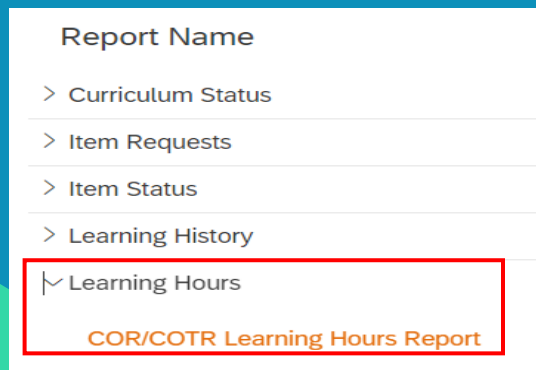 Report Name
Curriculum Status
Item Requests
Item Status
Learning History
Learning Hours
COR/COTR Learning Hours Report